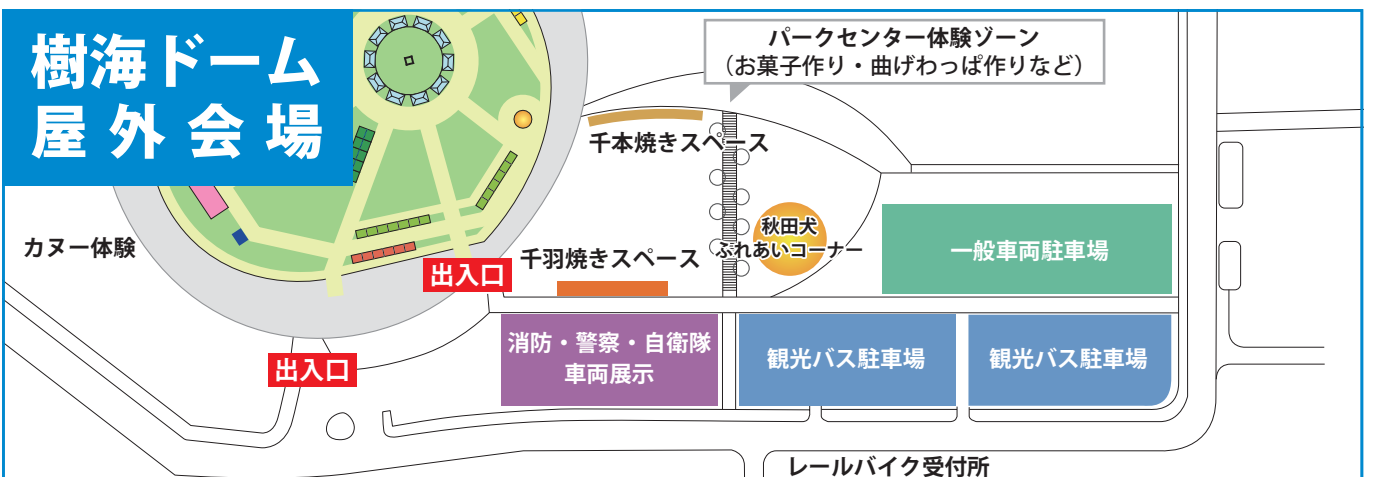 樹海ドーム
屋外会場
パークセンター体験ゾーン
（お菓子作り・曲げわっぱ作りなど）
千本焼きスペース
カヌー体験
秋田犬
ふれあいコーナー
一般車両駐車場
千羽焼きスペース
出入口
消防・警察・自衛隊
車両展示
観光バス駐車場
観光バス駐車場
出入口
レールバイク受付所